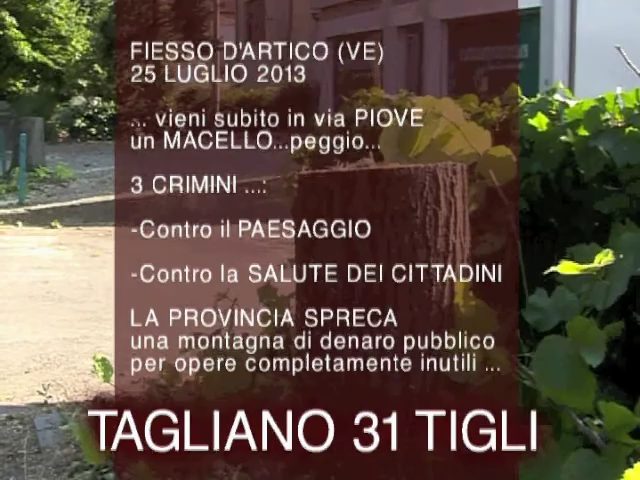 FIESSO D'ARTICO (VE)
25 LUGLIO 2013
... vieni subito in via PIOVE
un MACELLO...peggio...
3 CRIMINI ...:
-Contro il PAESAGGIO
-Contro la SALUTE DEI CITTADINI
LA PROVINCIA SPRECA
una montagna di denaro pubblico
per opere completamente inutili ...
TAGLIANO 31 TIGLI